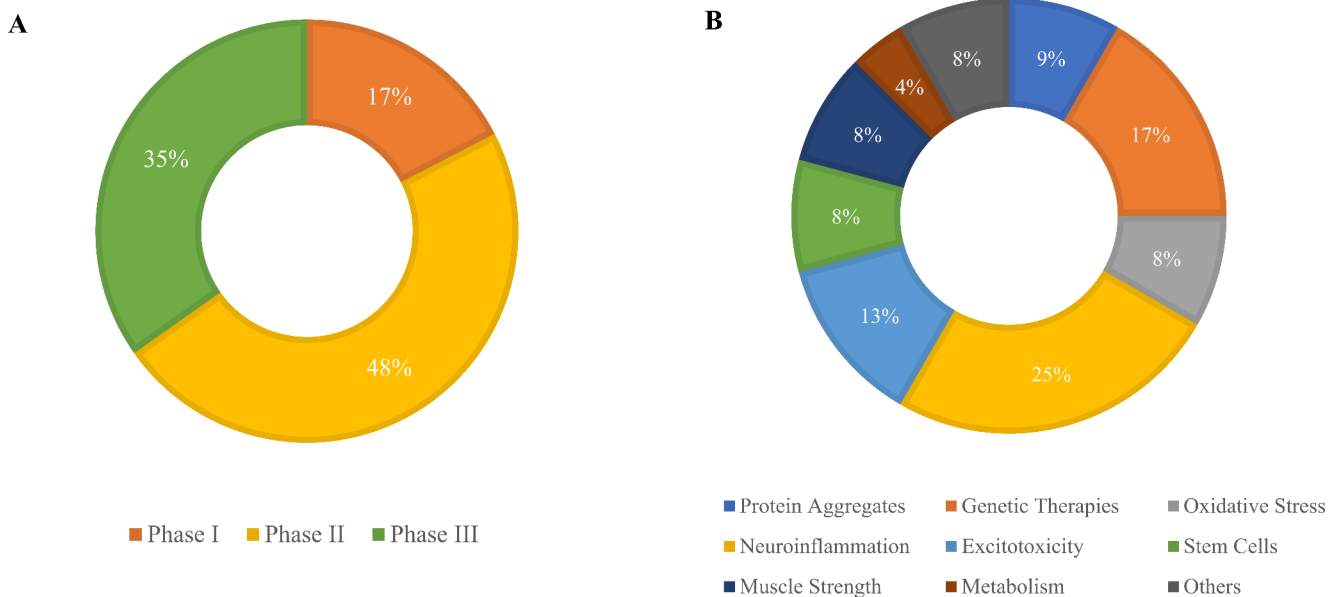 A
17%
35%
48%
Phase I Phase II Phase III
B
8% 9%
4%
17%
8%
8%
8%
13%
25%
Protein Aggregates Genetic Therapies Oxidative Stress
Neuroinflammation Excitotoxicity Stem Cells
Muscle Strength Metabolism Others